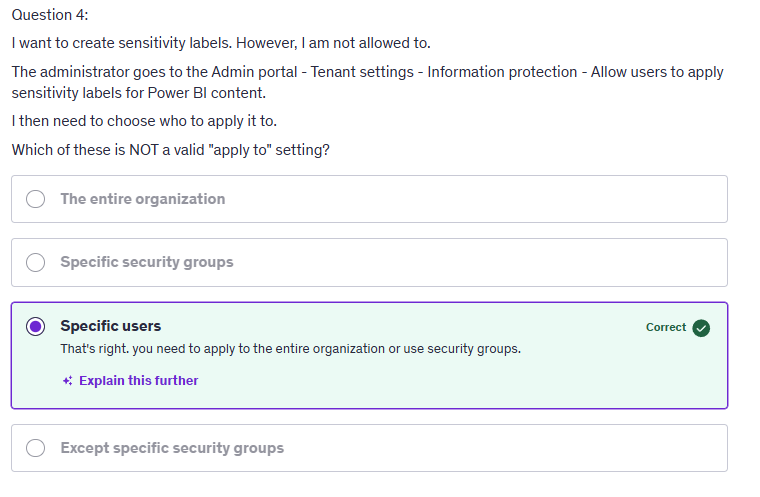 Question 4:
I want to create sensitivity labels. However, I am not allowed to.
The administrator goes to the Admin portal - Tenant settings - Information protection - Allow users to apply
sensitivity labels for Power BI content.
I then need to choose who to apply it to.
Which of these is NOT a valid "apply to" setting?
The entire organization
Specific security groups
Specific users
Correct
That's right. you need to apply to the entire organization or use security groups.
Explain this further
Except specific security groups